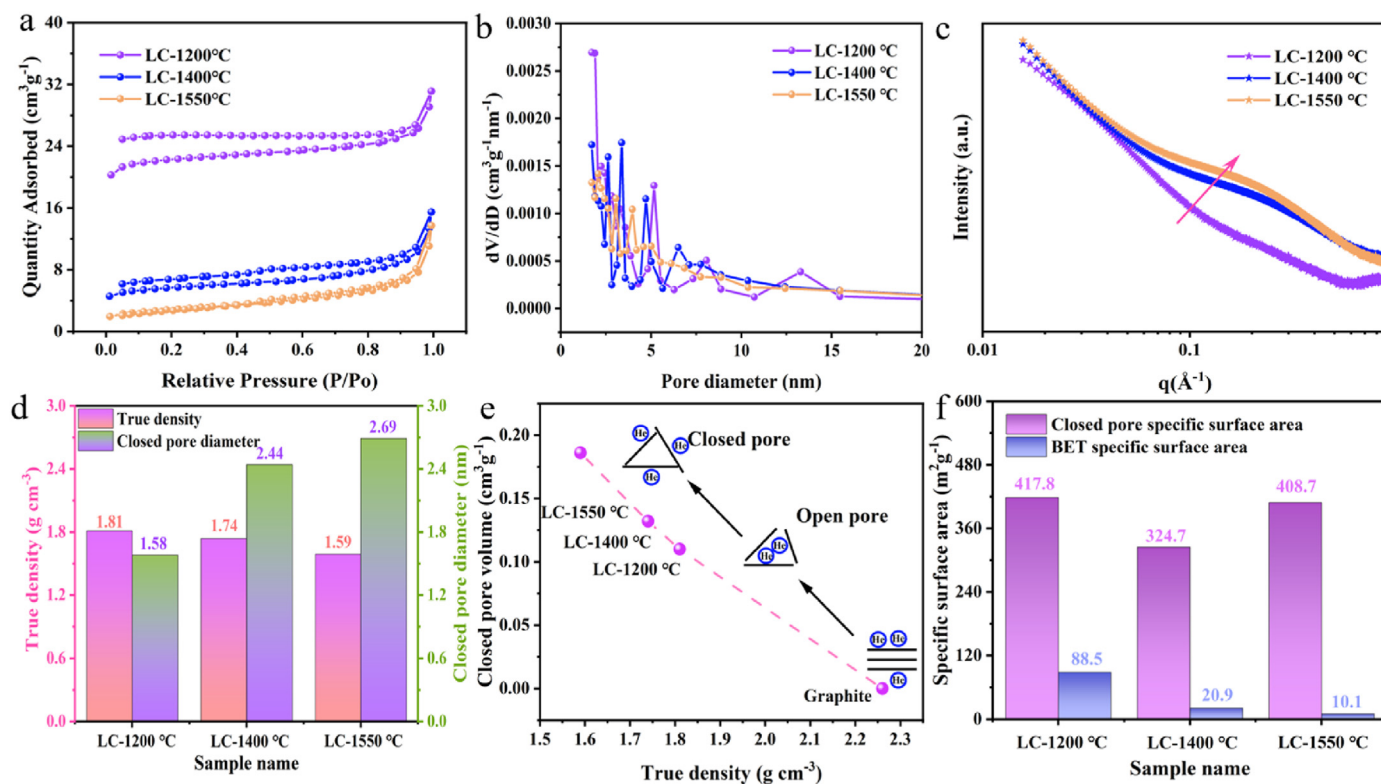 a
40
32
24
16
8
0
Quantity Adsorbed (cm³g⁻¹)
LC-1200℃
LC-1400℃
LC-1550℃
0.0 0.2 0.4 0.6 0.8 1.0
Relative Pressure (P/Po)
b
0.0030
0.0025
0.0020
0.0015
0.0010
0.0005
0.0000
dV/dD (cm³g⁻¹nm⁻¹)
LC-1200 ℃
LC-1400 ℃
LC-1550 ℃
0 5 10 15 20
Pore diameter (nm)
c
Intensity (a.u.)
LC-1200 ℃
LC-1400 ℃
LC-1550 ℃
0.01 0.1
q(Å⁻¹)
d
3.0
2.4
1.8
1.2
0.6
0.0
True density (g cm⁻³)
True density
Closed pore diameter
1.81
1.58
1.74
2.44
1.59
2.69
3.0
2.4
1.8
1.2
0.6
0.0
Closed pore diameter (nm)
LC-1200 ℃ LC-1400 ℃ LC-1550 ℃
Sample name
e
0.20
0.15
0.10
0.05
0.00
Closed pore volume (cm³g⁻¹)
He
He
He
Closed pore
LC-1550 ℃
LC-1400 ℃
LC-1200 ℃
Open pore
He He
He He
He
Graphite
1.5 1.6 1.7 1.8 1.9 2.0 2.1 2.2 2.3
True density (g cm⁻³)
f
600
480
360
240
120
0
Specific surface area (m²g⁻¹)
Closed pore specific surface area
BET specific surface area
417.8
88.5
324.7
20.9
408.7
10.1
LC-1200 ℃ LC-1400 ℃ LC-1550 ℃
Sample name